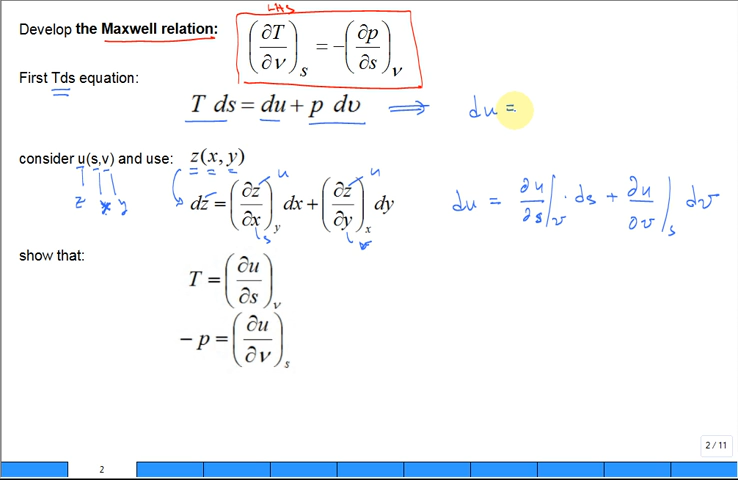 LHS
Develop the Maxwell relation: (∂T/∂v)_s = -(∂p/∂s)_v
First Tds equation:
T ds = du + p dv ⟹ du =
consider u(s,v) and use: z(x, y)
z x y
u u
dz = (∂z/∂x)_y dx + (∂z/∂y)_x dy du = ∂u/∂s|_v · ds + ∂u/∂v|_s dv
s v
show that:
T = (∂u/∂s)_v
- p = (∂u/∂v)_s
2 / 11
2